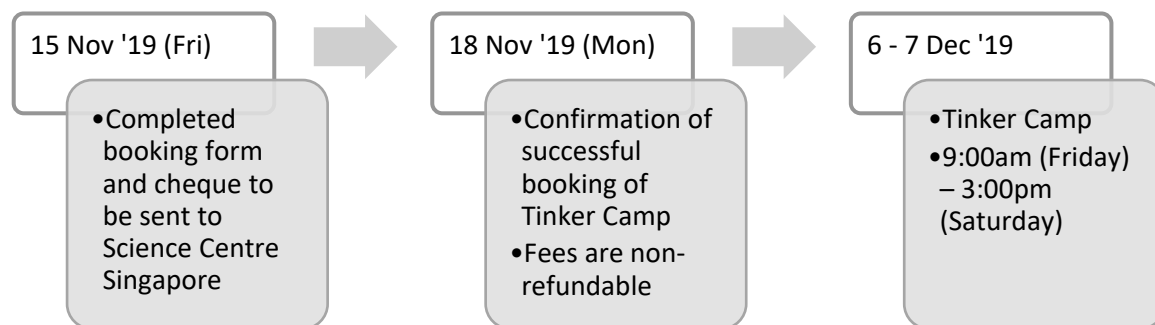 15 Nov '19 (Fri)
•Completed
booking form
and cheque to
be sent to
Science Centre
Singapore
18 Nov '19 (Mon)
•Confirmation of
successful
booking of
Tinker Camp
•Fees are non-
refundable
6 - 7 Dec '19
•Tinker Camp
•9:00am (Friday)
– 3:00pm
(Saturday)